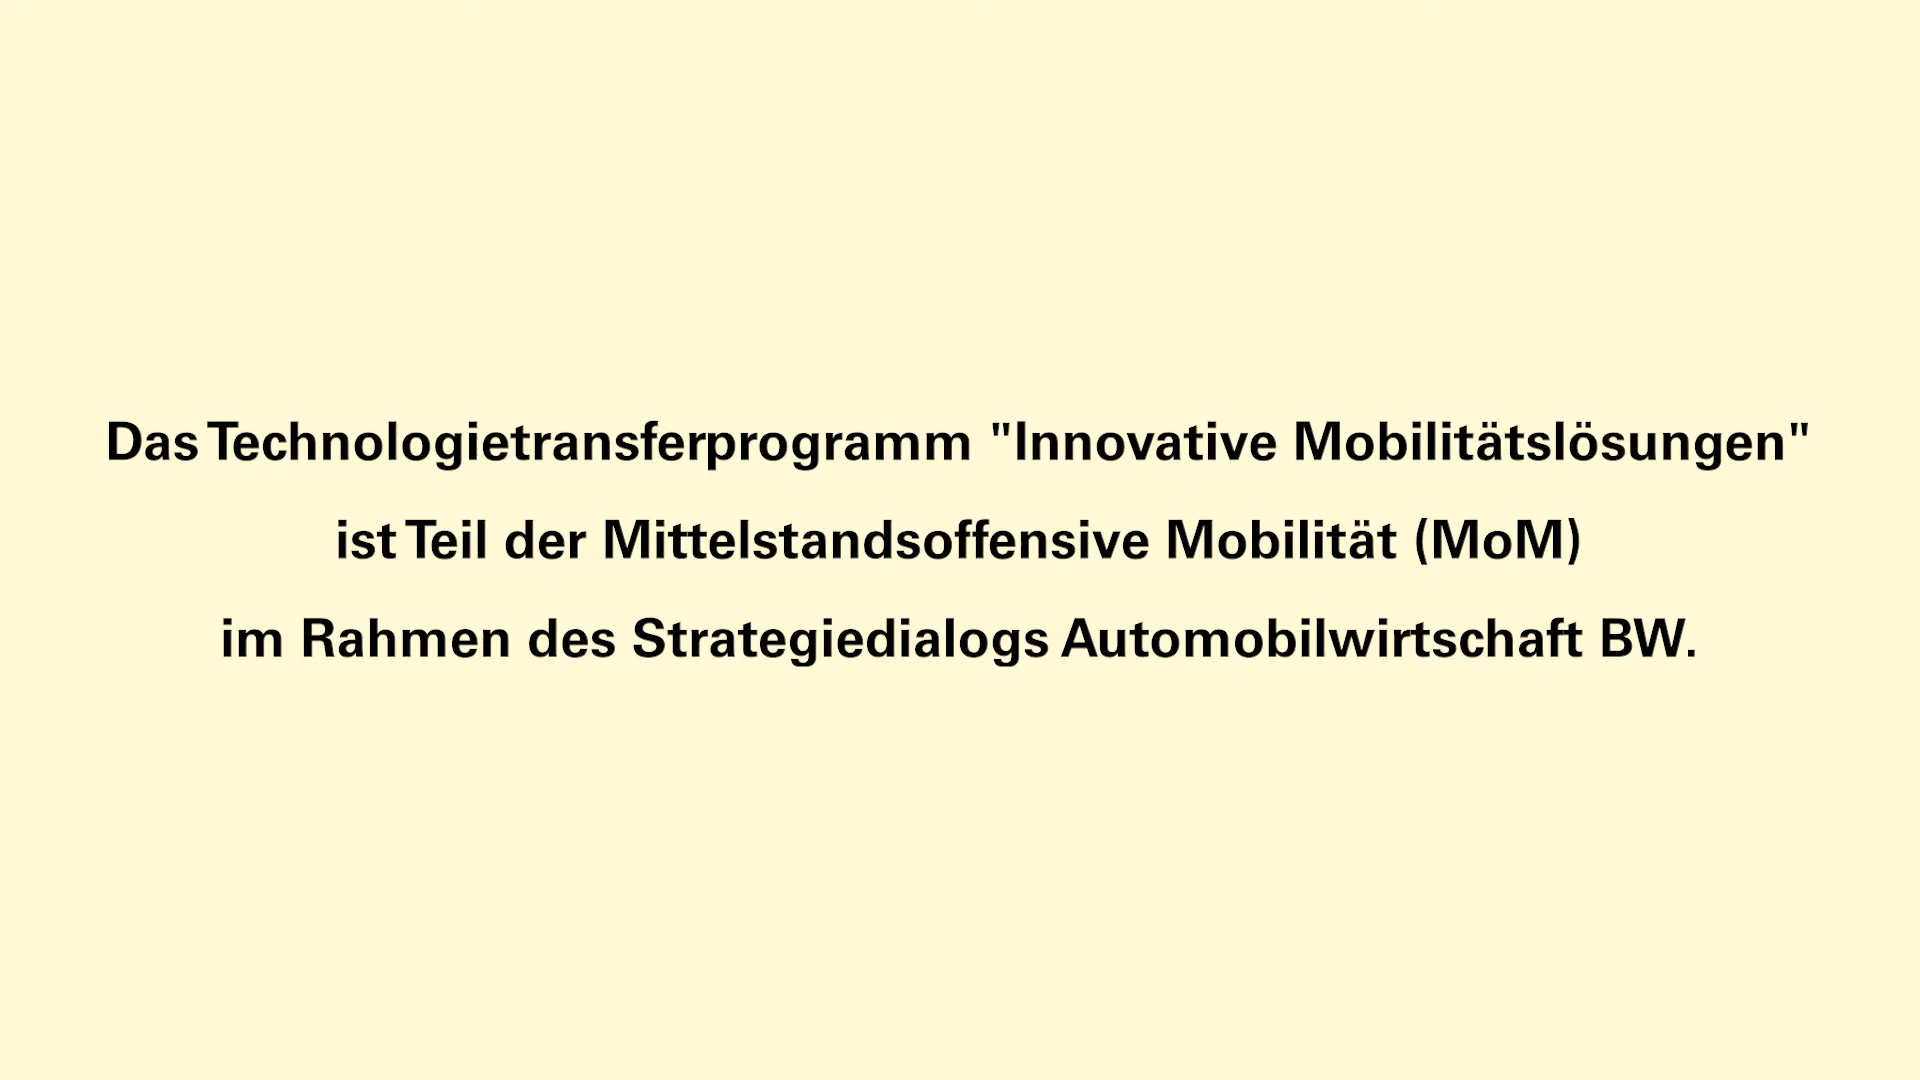 Das Technologietransferprogramm "Innovative Mobilitätslösungen"
ist Teil der Mittelstandsoffensive Mobilität (MoM)
im Rahmen des Strategiedialogs Automobilwirtschaft BW.